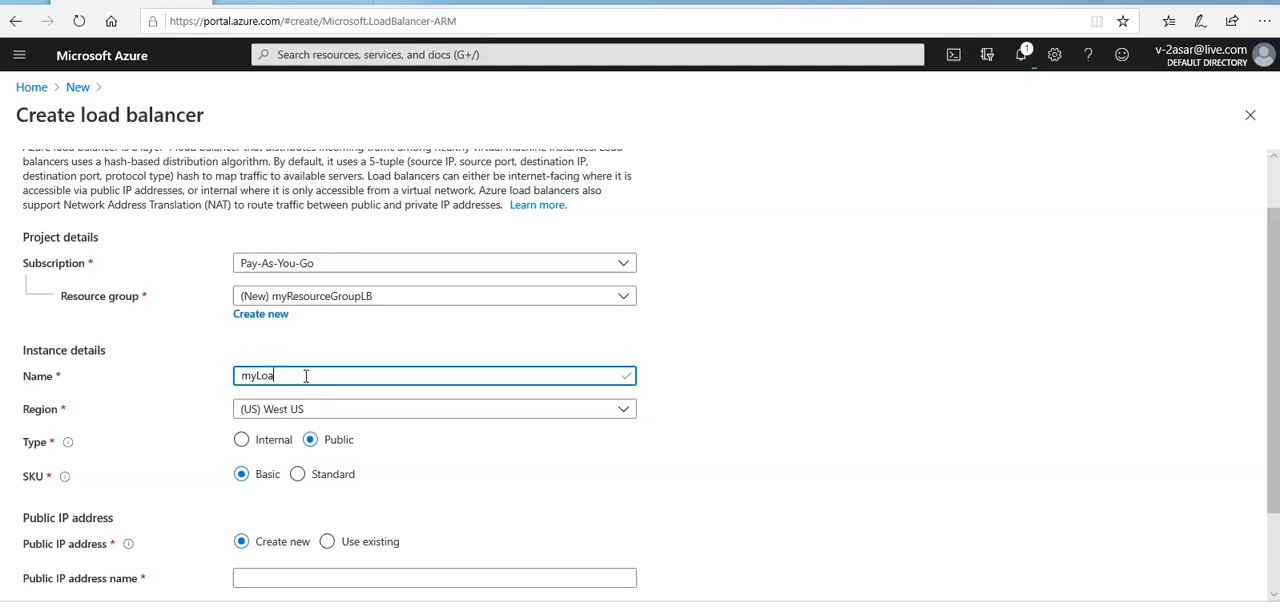 https://portal.azure.com/#create/Microsoft.LoadBalancer-ARM
Microsoft Azure
Search resources, services, and docs (G+/)
1
v-2asar@live.com
DEFAULT DIRECTORY
Home > New >
Create load balancer
balancers uses a hash-based distribution algorithm. By default, it uses a 5-tuple (source IP, source port, destination IP,
destination port, protocol type) hash to map traffic to available servers. Load balancers can either be internet-facing where it is
accessible via public IP addresses, or internal where it is only accessible from a virtual network. Azure load balancers also
support Network Address Translation (NAT) to route traffic between public and private IP addresses. Learn more.
Project details
Subscription * Pay-As-You-Go
Resource group * (New) myResourceGroupLB
Create new
Instance details
Name * myLoa
Region * (US) West US
Type * Internal Public
SKU * Basic Standard
Public IP address
Public IP address * Create new Use existing
Public IP address name *